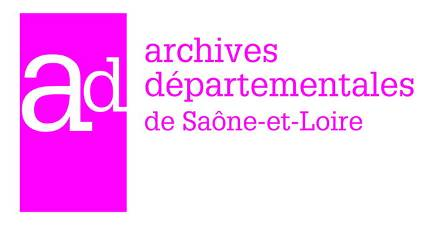 ad
archives
départementales
de Saône-et-Loire